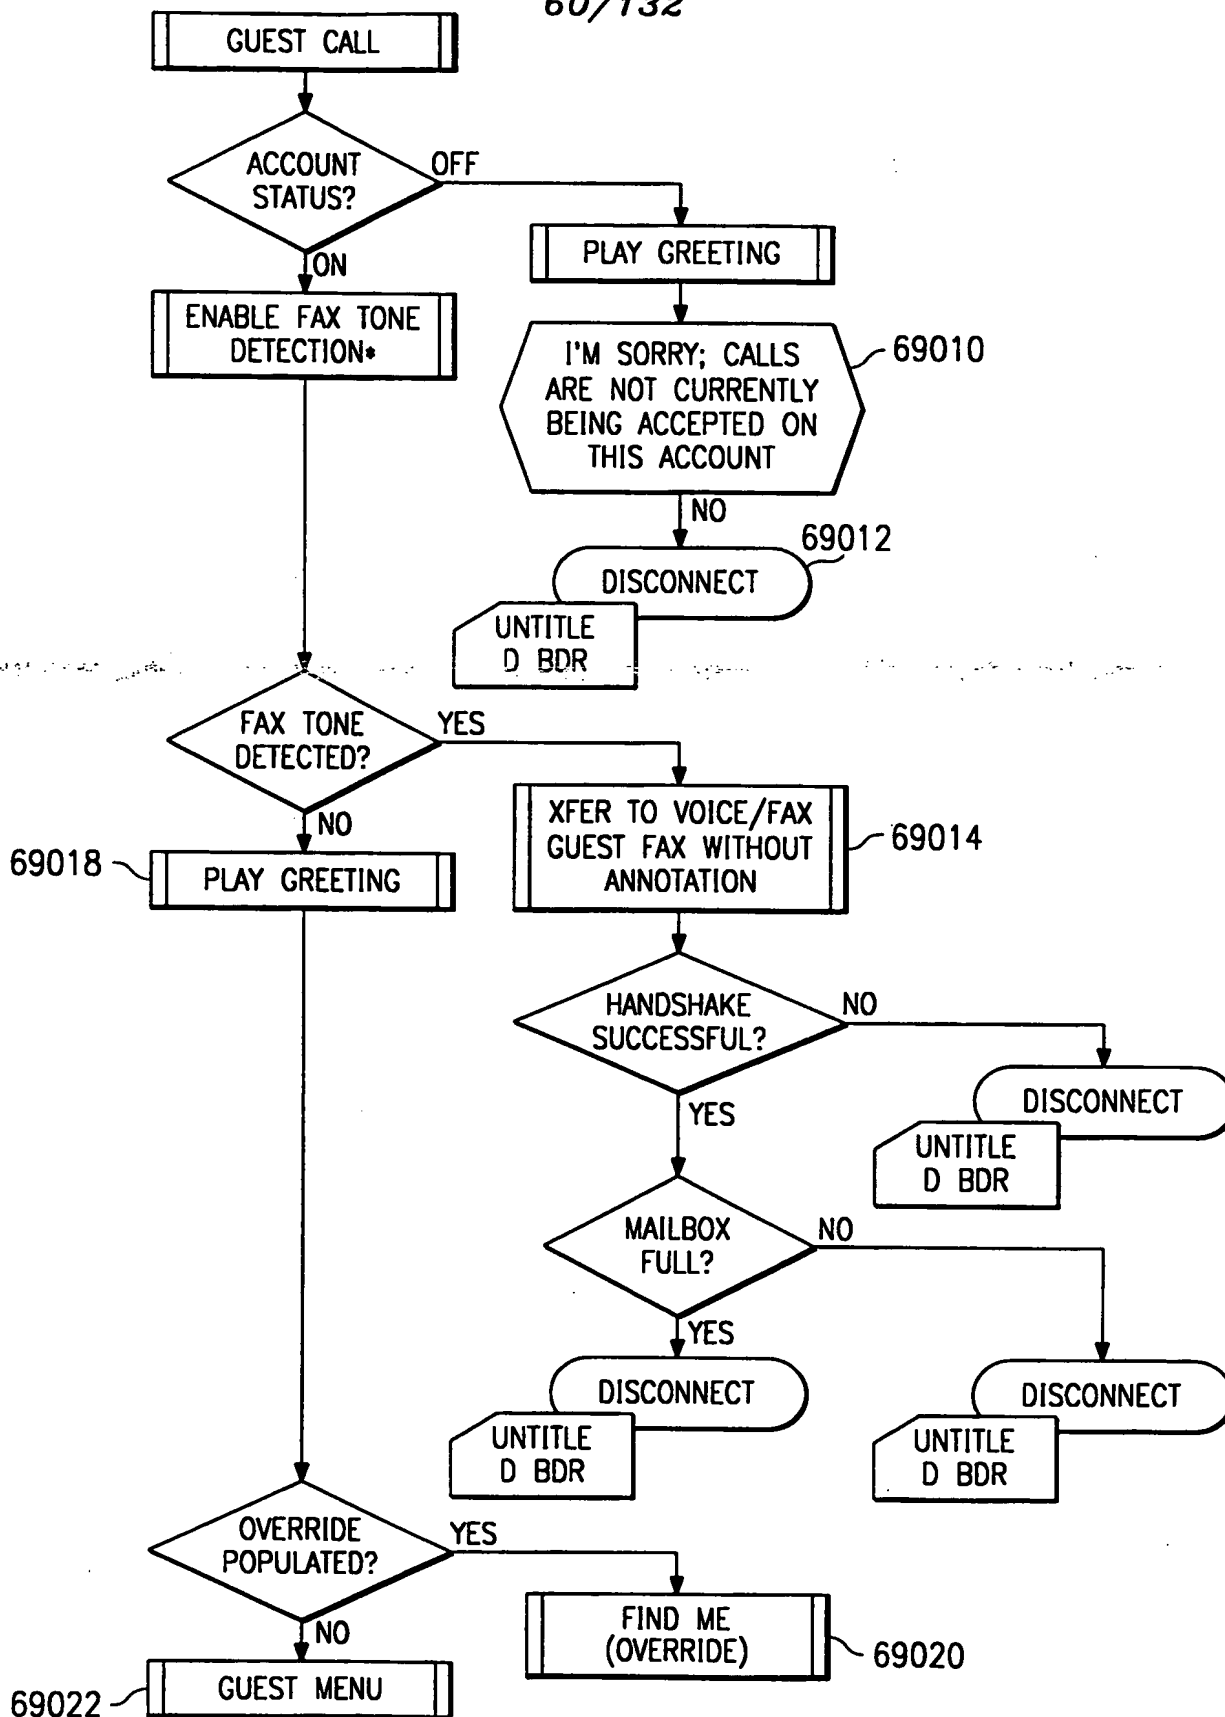 60/132
GUEST CALL
ACCOUNT
STATUS?
OFF
ON
PLAY GREETING
ENABLE FAX TONE
DETECTION*
I'M SORY; CALLS
ARE NOT CURRENTLY
BEING ACCEPTED ON
THIS ACCOUNT
69010
NO
69012
DISCONNECT
UNTITLE
D BDR
FAX TONE
DETECTED?
YES
NO
XFER TO VOICE/FAX
GUEST FAX WITHOUT
ANNOTATION
69014
69018
PLAY GREETING
HANDSHAKE
SUCCESSFUL?
NO
YES
DISCONNECT
UNTITLE
D BDR
MAILBOX
FULL?
NO
YES
DISCONNECT
UNTITLE
D BDR
DISCONNECT
UNTITLE
D BDR
OVERRIDE
POPULATED?
YES
NO
FIND ME
(OVERRIDE)
69020
69022
GUEST MENU